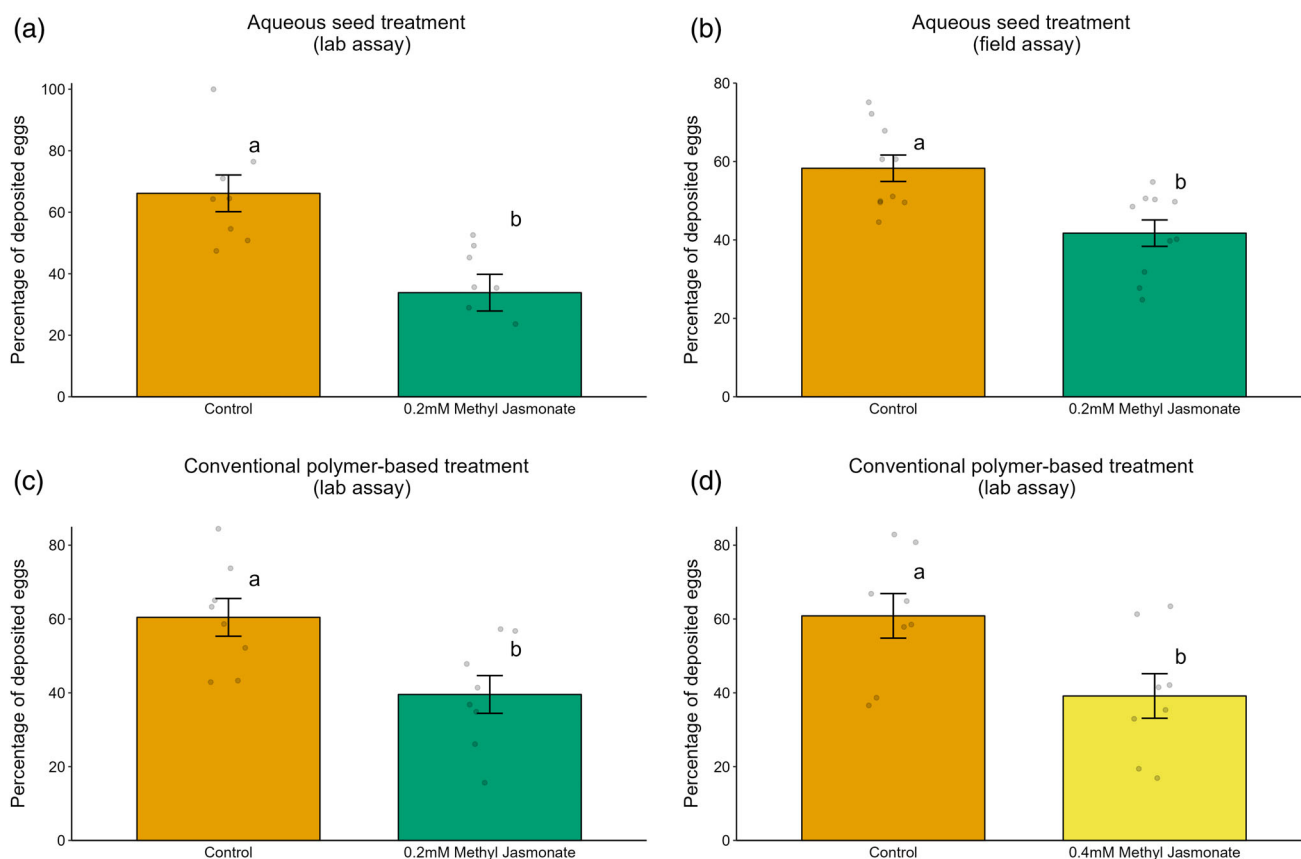 (a)
Aqueous seed treatment
(lab assay)
Percentage of deposited eggs
100
80
60
40
20
0
a
b
Control
0.2mM Methyl Jasmonate
(b)
Aqueous seed treatment
(field assay)
Percentage of deposited eggs
80
60
40
20
0
a
b
Control
0.2mM Methyl Jasmonate
(c)
Conventional polymer-based treatment
(lab assay)
Percentage of deposited eggs
80
60
40
20
0
a
b
Control
0.2mM Methyl Jasmonate
(d)
Conventional polymer-based treatment
(lab assay)
Percentage of deposited eggs
80
60
40
20
0
a
b
Control
0.4mM Methyl Jasmonate